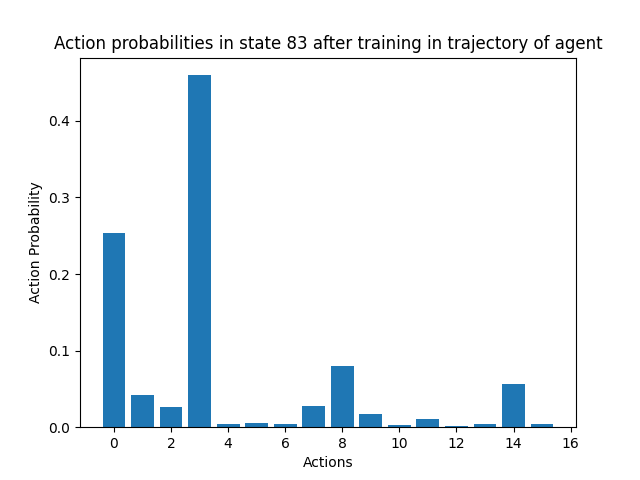 Action probabilities in state 83 after training in trajectory of agent
Action Probability
0.4
0.3
0.2
0.1
0.0
0 2 4 6 8 10 12 14 16
Actions